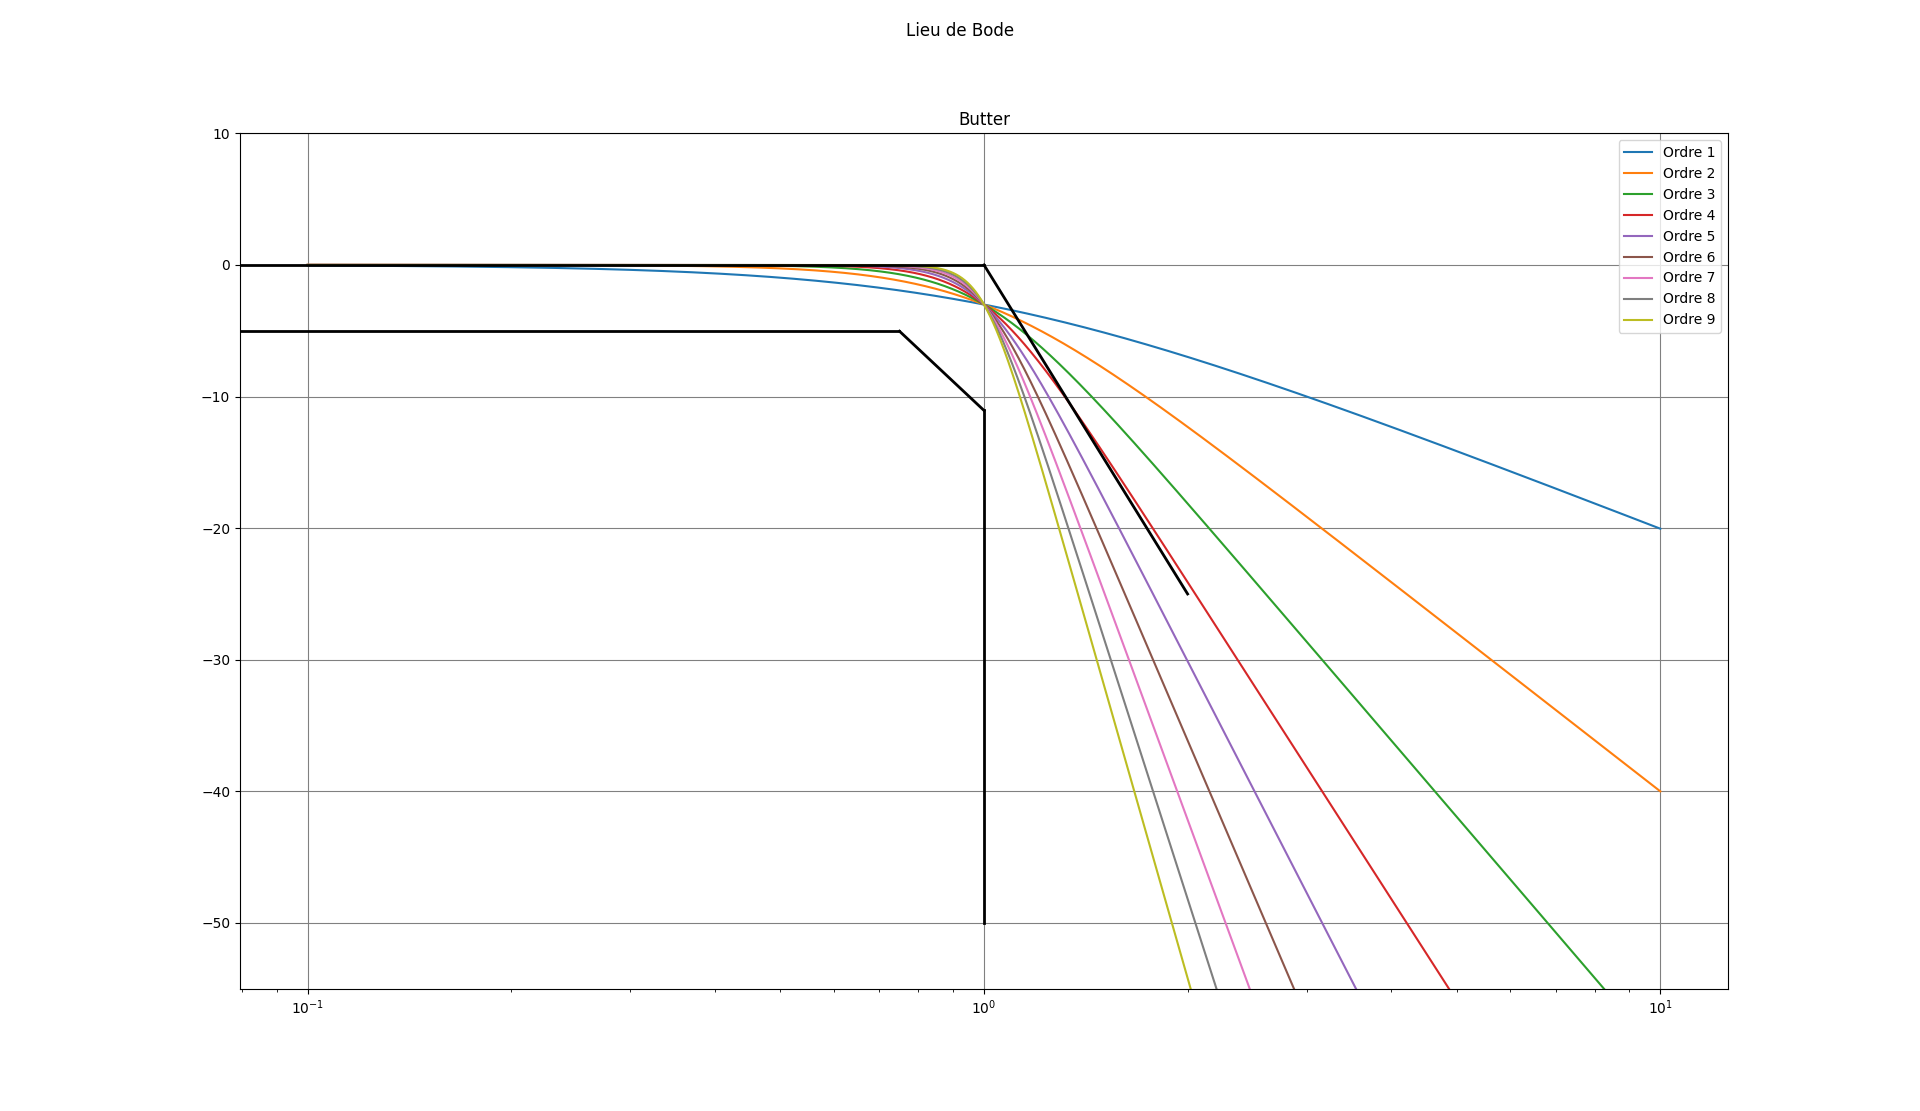 Lieu de Bode
Butter
10
0
−10
−20
−30
−40
−50
10⁻¹
10⁰
10¹
Ordre 1
Ordre 2
Ordre 3
Ordre 4
Ordre 5
Ordre 6
Ordre 7
Ordre 8
Ordre 9